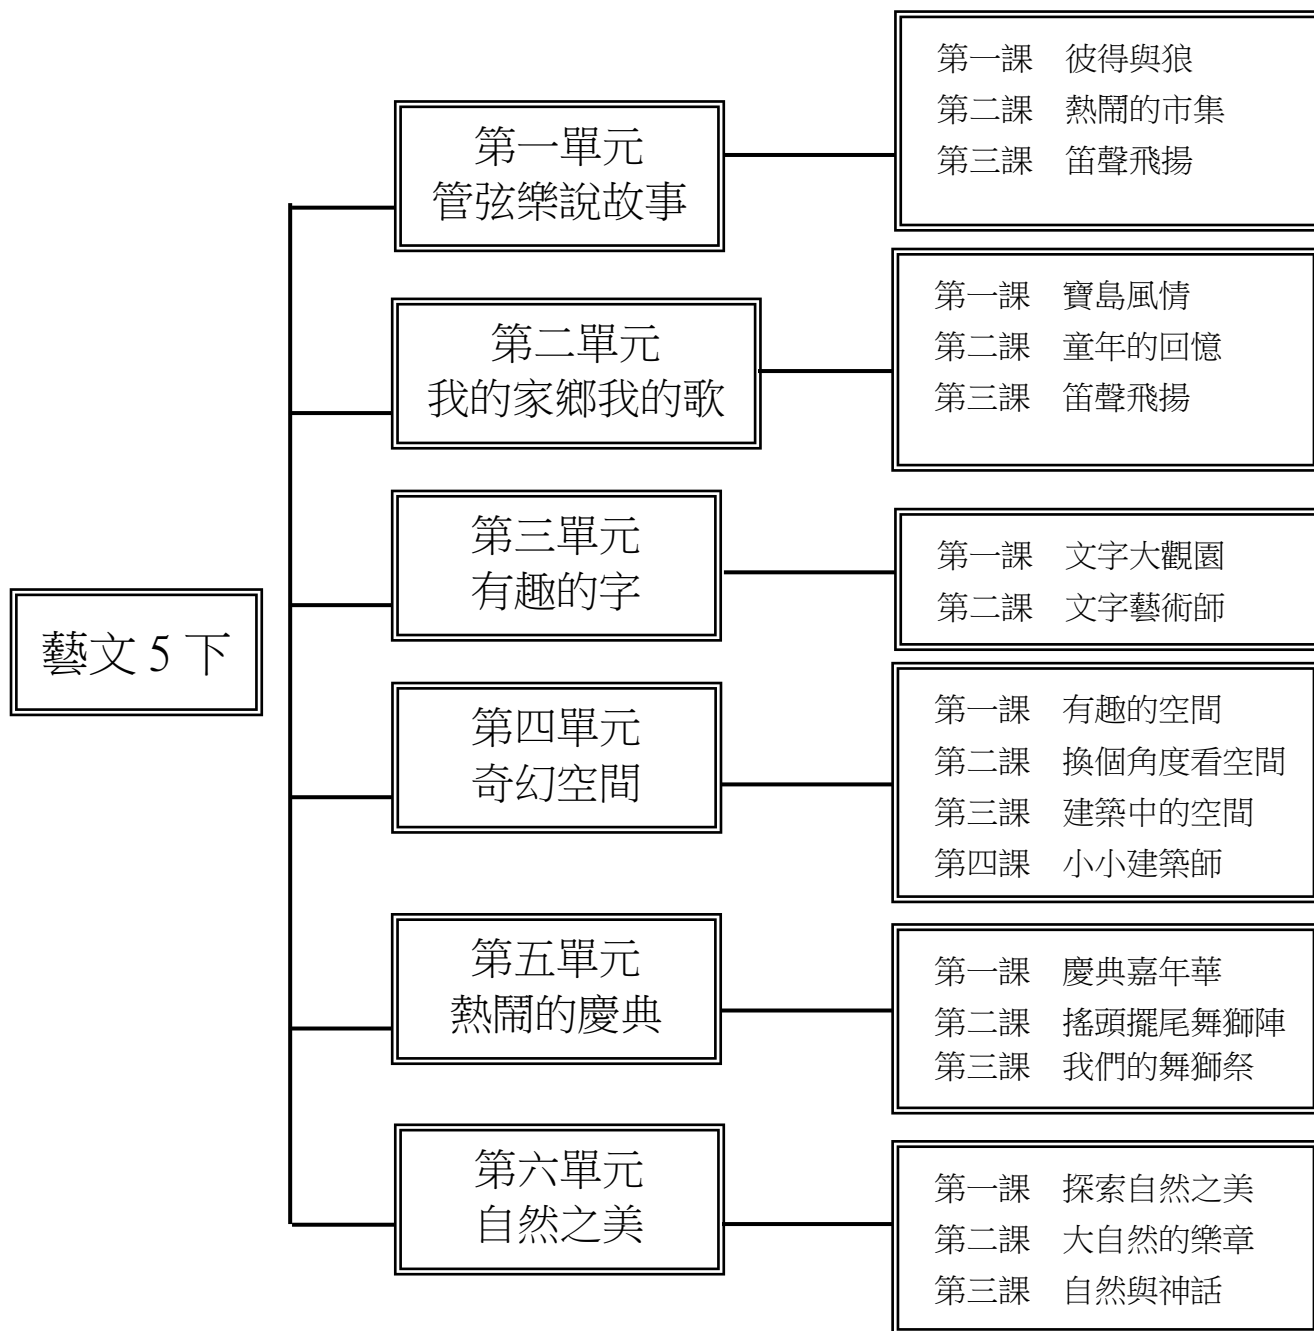 藝文 5 下
第一單元
管弦樂說故事
第一課 彼得與狼
第二課 熱鬧的市集
第三課 笛聲飛揚
第二單元
我的家鄉我的歌
第一課 寶島風情
第二課 童年的回憶
第三課 笛聲飛揚
第三單元
有趣的字
第一課 文字大觀園
第二課 文字藝術師
第四單元
奇幻空間
第一課 有趣的空間
第二課 換個角度看空間
第三課 建築中的空間
第四課 小小建築師
第五單元
熱鬧的慶典
第一課 慶典嘉年華
第二課 搖頭擺尾舞獅陣
第三課 我們的舞獅祭
第六單元
自然之美
第一課 探索自然之美
第二課 大自然的樂章
第三課 自然與神話